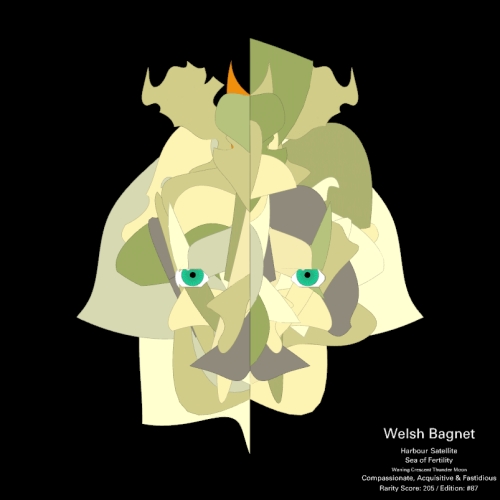 Welsh Bagnet
Harbour Satellite
Sea of Fertility
Waning Crescent Thunder Moon
Compassionate, Acquisitive & Fastidious
Rarity Score: 205 / Edition: #87